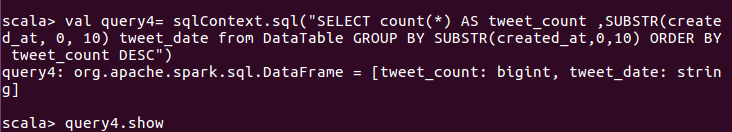 scala> val query4= sqlContext.sql("SELECT count(*) AS tweet_count ,SUBSTR(create
d_at, 0, 10) tweet_date from DataTable GROUP BY SUBSTR(created_at,0,10) ORDER BY
 tweet_count DESC")
query4: org.apache.spark.sql.DataFrame = [tweet_count: bigint, tweet_date: strin
g]
scala> query4.show